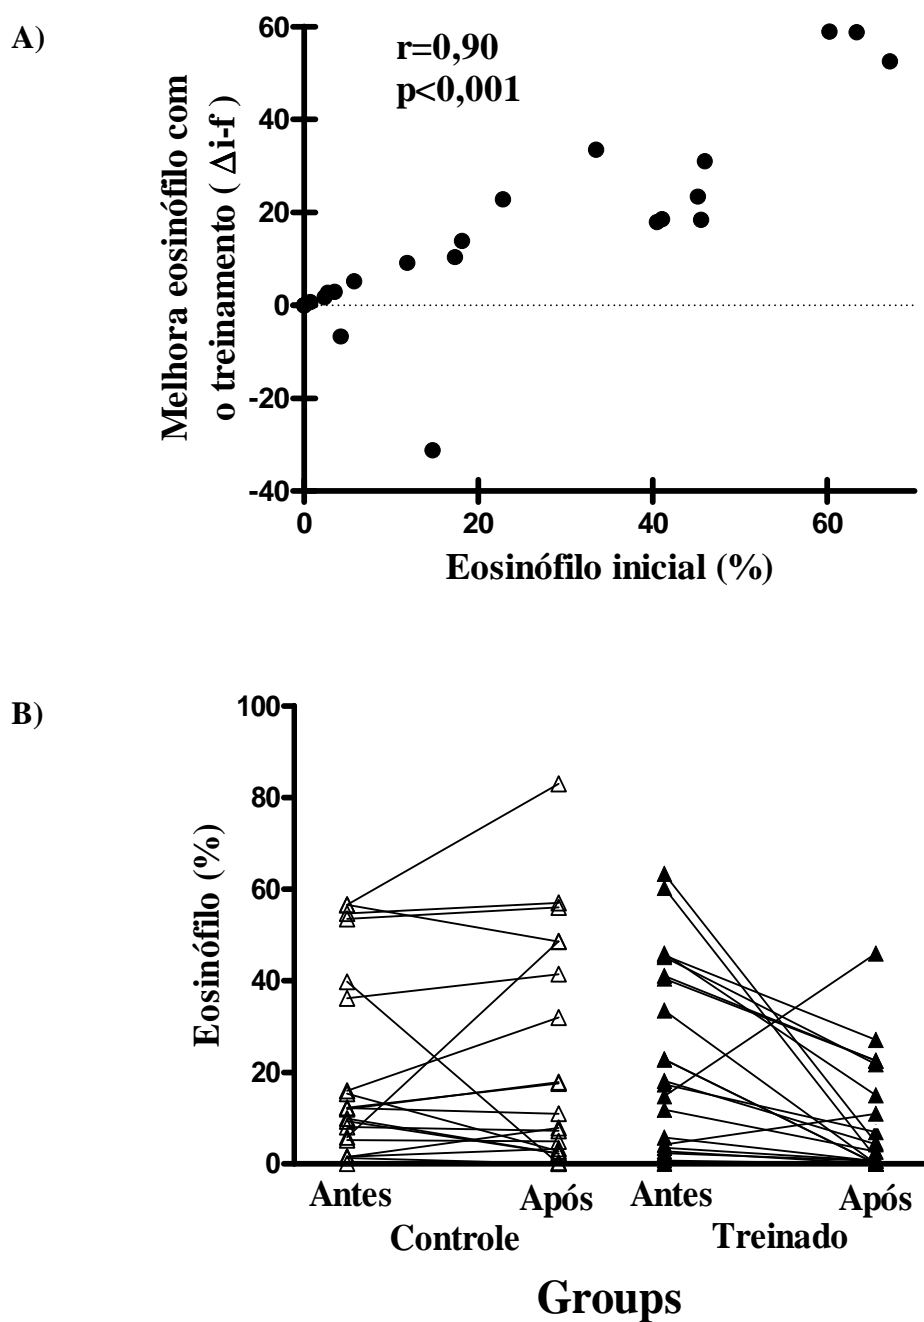 A)
Melhora eosinófilo com
o treinamento ( Δi-f )
60
40
20
0
-20
-40
r=0,90
p<0,001
0 20 40 60
Eosinófilo inicial (%)
B)
Eosinófilo (%)
100
80
60
40
20
0
Antes Após Antes Após
Controle Treinado
Groups